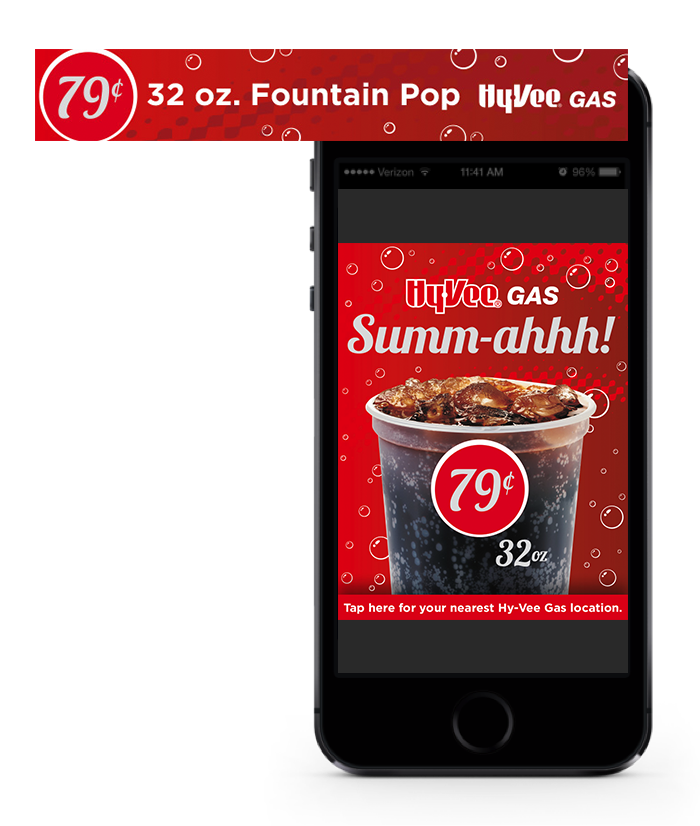 79¢ 32 oz. Fountain Pop HyVee GAS
Verizon 11:41 AM 96%
HyVee® GAS
Summ-ahhh!
79¢
32oz
Tap here for your nearest Hy-Vee Gas location.